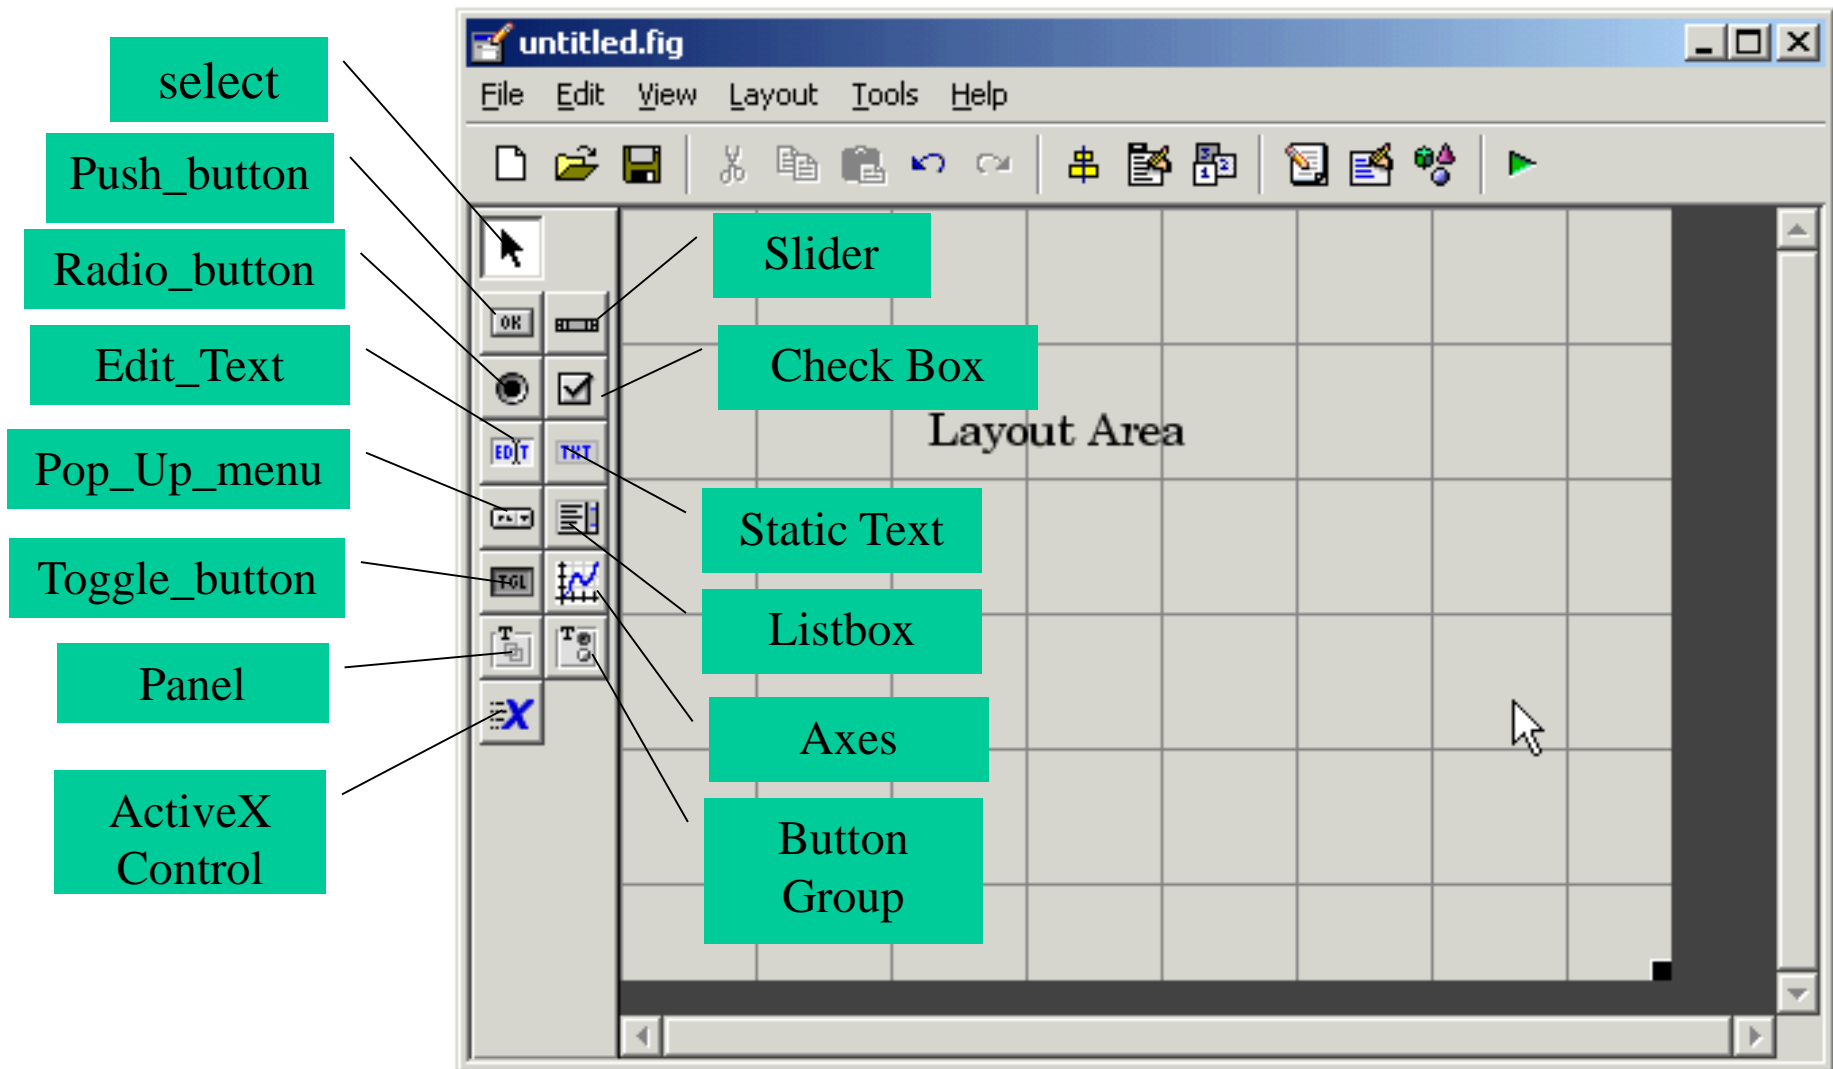 untitled.fig
File Edit View Layout Tools Help
select
Push_button
Radio_button
Edit_Text
Pop_Up_menu
Toggle_button
Panel
ActiveX
Control
OK
EDIT
TXT
TGL
T
T
X
Slider
Check Box
Layout Area
Static Text
Listbox
Axes
Button
Group